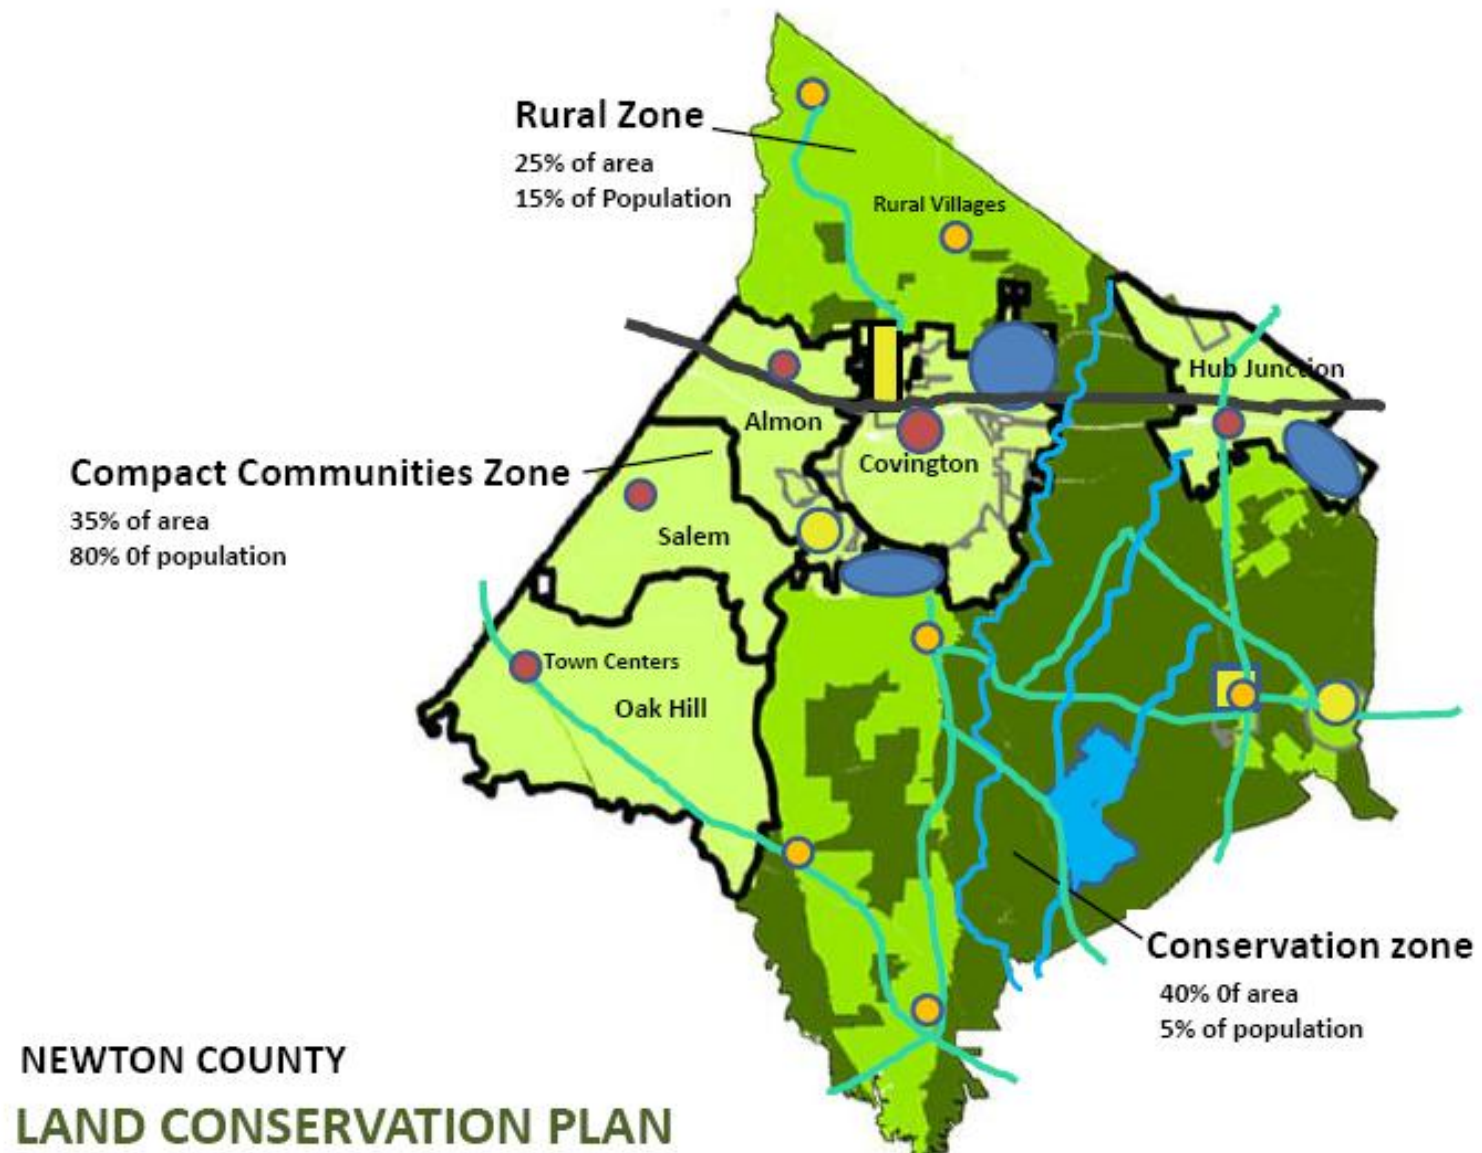 Rural Zone
25% of area
15% of Population
Rural Villages
Hub Junction
Almon
Covington
Compact Communities Zone
35% of area
80% 0f population
Salem
Town Centers
Oak Hill
Conservation zone
40% 0f area
5% of population
NEWTON COUNTY
LAND CONSERVATION PLAN